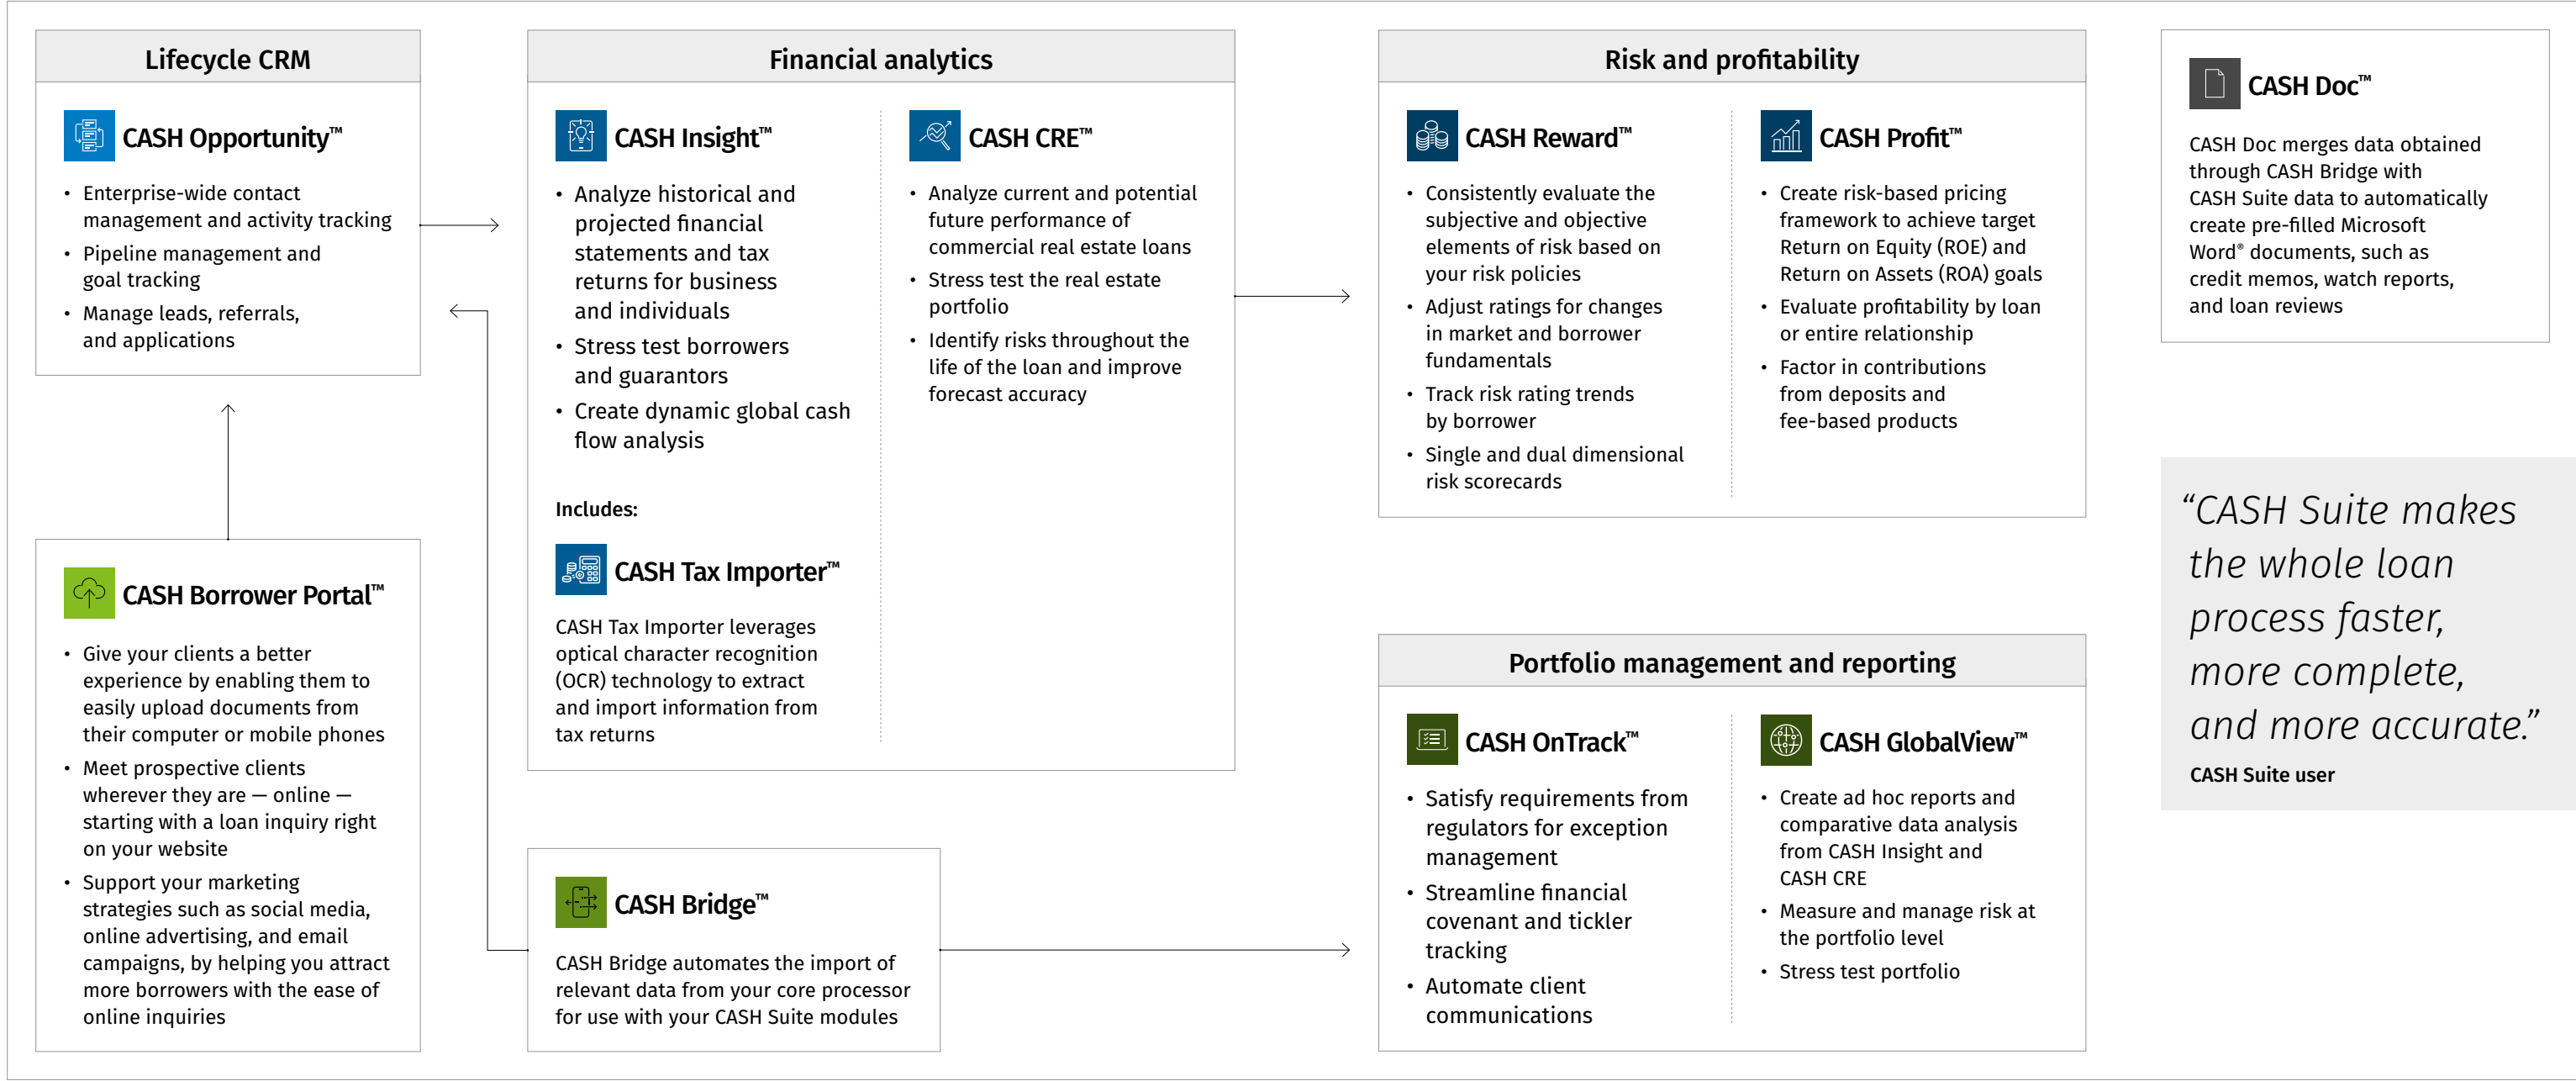 Lifecycle CRM
CASH Opportunity™
• Enterprise-wide contact
management and activity tracking
• Pipeline management and
goal tracking
• Manage leads, referrals,
and applications
CASH Borrower Portal™
• Give your clients a better
experience by enabling them to
easily upload documents from
their computer or mobile phones
• Meet prospective clients
wherever they are — online —
starting with a loan inquiry right
on your website
• Support your marketing
strategies such as social media,
online advertising, and email
campaigns, by helping you attract
more borrowers with the ease of
online inquiries
Financial analytics
CASH Insight™
• Analyze historical and
projected financial
statements and tax
returns for business
and individuals
• Stress test borrowers
and guarantors
• Create dynamic global cash
flow analysis
Includes:
CASH Tax Importer™
CASH Tax Importer leverages
optical character recognition
(OCR) technology to extract
and import information from
tax returns
CASH CRE™
• Analyze current and potential
future performance of
commercial real estate loans
• Stress test the real estate
portfolio
• Identify risks throughout the
life of the loan and improve
forecast accuracy
CASH Bridge™
CASH Bridge automates the import of
relevant data from your core processor
for use with your CASH Suite modules
Risk and profitability
CASH Reward™
• Consistently evaluate the
subjective and objective
elements of risk based on
your risk policies
• Adjust ratings for changes
in market and borrower
fundamentals
• Track risk rating trends
by borrower
• Single and dual dimensional
risk scorecards
CASH Profit™
• Create risk-based pricing
framework to achieve target
Return on Equity (ROE) and
Return on Assets (ROA) goals
• Evaluate profitability by loan
or entire relationship
• Factor in contributions
from deposits and
fee-based products
Portfolio management and reporting
CASH OnTrack™
• Satisfy requirements from
regulators for exception
management
• Streamline financial
covenant and tickler
tracking
• Automate client
communications
CASH GlobalView™
• Create ad hoc reports and
comparative data analysis
from CASH Insight and
CASH CRE
• Measure and manage risk at
the portfolio level
• Stress test portfolio
CASH Doc™
CASH Doc merges data obtained
through CASH Bridge with
CASH Suite data to automatically
create pre-filled Microsoft
Word® documents, such as
credit memos, watch reports,
and loan reviews
“CASH Suite makes
the whole loan
process faster,
more complete,
and more accurate.”
CASH Suite user